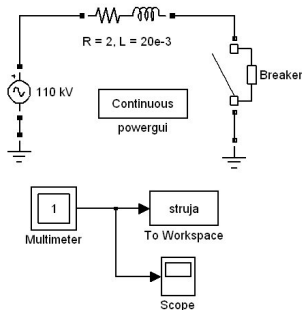 R = 2, L = 20e-3
Breaker
110 kV
Continuous
powergui
1
struja
Multimeter
To Workspace
Scope